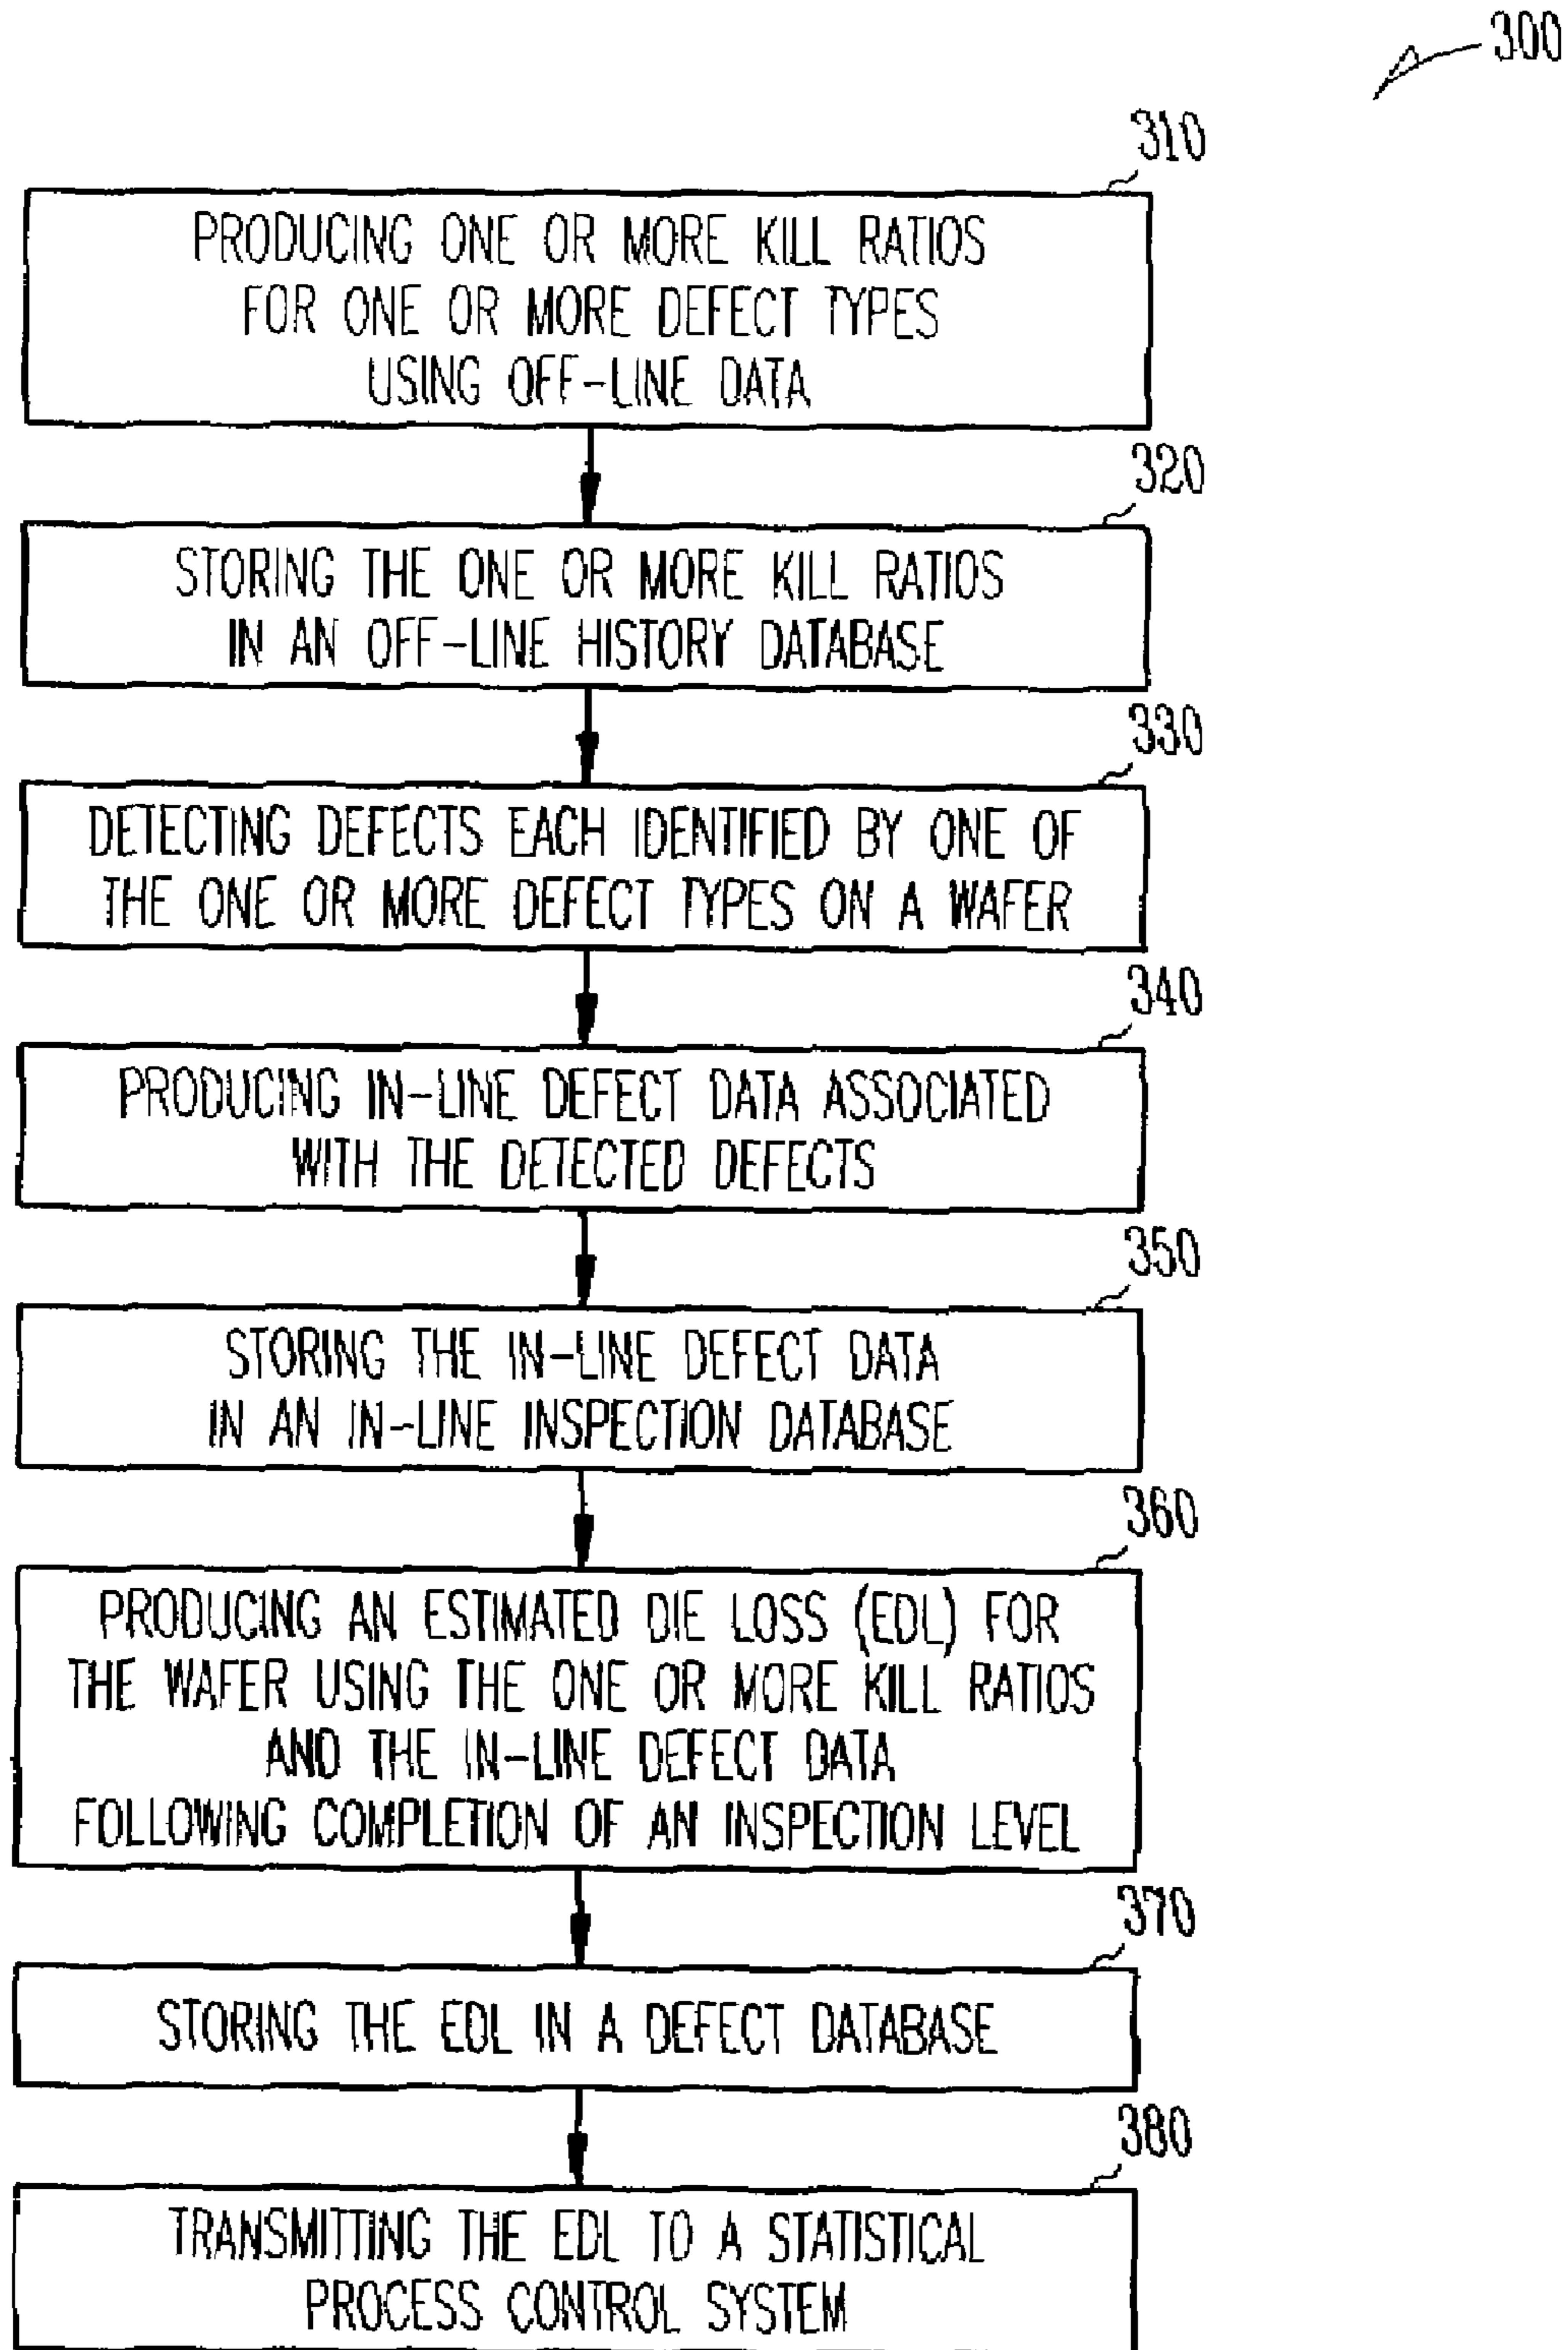 300
310
PRODUCING ONE OR MORE KILL RATIOS
FOR ONE OR MORE DEFECT TYPES
USING OFF-LINE DATA
320
STORING THE ONE OR MORE KILL RATIOS
IN AN OFF-LINE HISTORY DATABASE
330
DETECTING DEFECTS EACH IDENTIFIED BY ONE OF
THE ONE OR MORE DEFECT TYPES ON A WAFER
340
PRODUCING IN-LINE DEFECT DATA ASSOCIATED
WITH THE DETECTED DEFECTS
350
STORING THE IN-LINE DEFECT DATA
IN AN IN-LINE INSPECTION DATABASE
360
PRODUCING AN ESTIMATED DIE LOSS (EDL) FOR
THE WAFER USING THE ONE OR MORE KILL RATIOS
AND THE IN-LINE DEFECT DATA
FOLLOWING COMPLETION OF AN INSPECTION LEVEL
370
STORING THE EDL IN A DEFECT DATABASE
380
TRANSMITTING THE EDL TO A STATISTICAL
PROCESS CONTROL SYSTEM